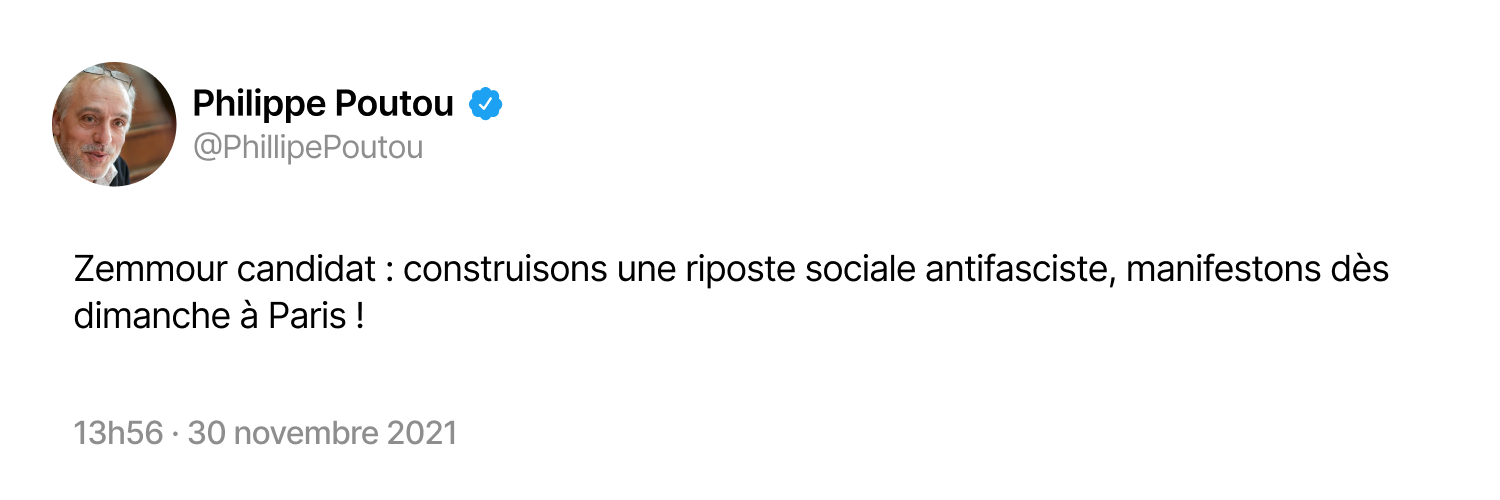 Philippe Poutou
@PhillipePoutou
Zemmour candidat : construisons une riposte sociale antifasciste, manifestons dès
dimanche à Paris !
13h56 · 30 novembre 2021